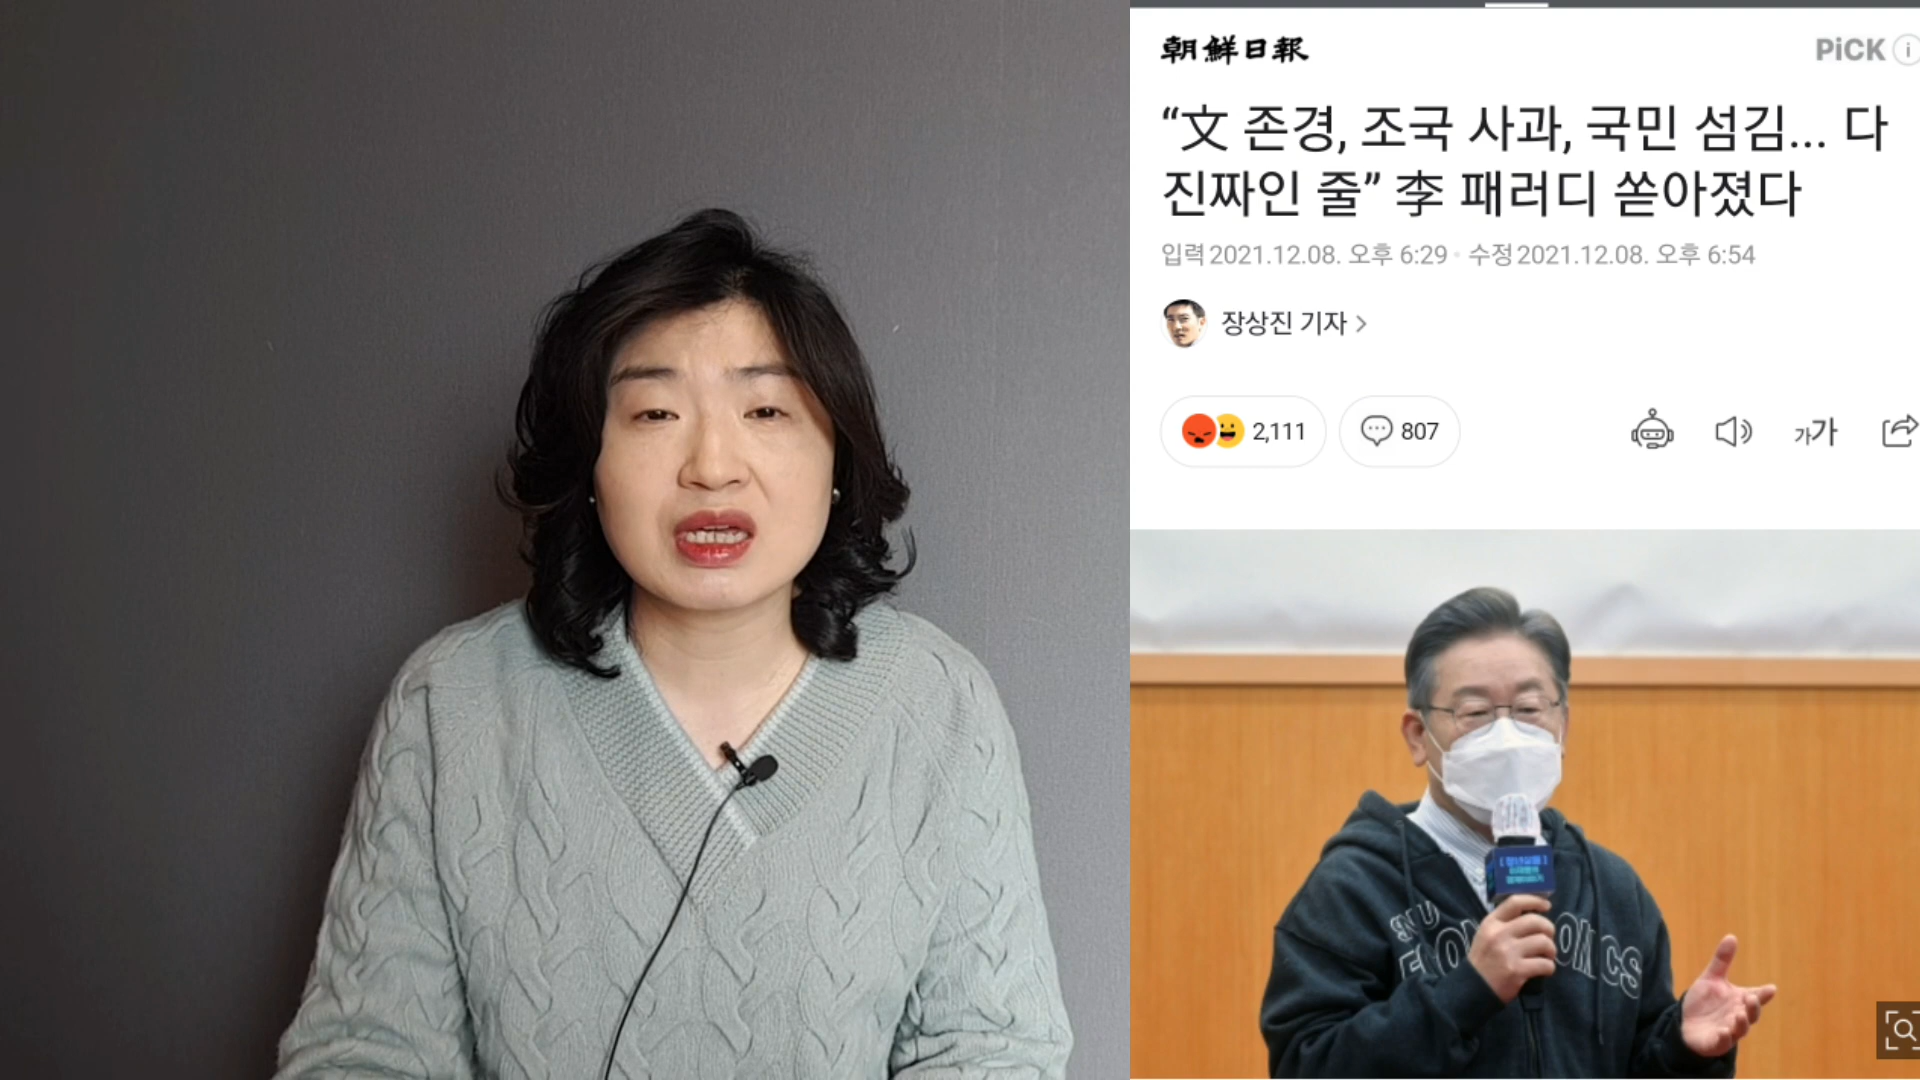 朝鮮日報
PiCK i
“文 존경, 조국 사과, 국민 섬김... 다
진짜인 줄” 李 패러디 쏟아졌다
입력 2021.12.08. 오후 6:29 · 수정 2021.12.08. 오후 6:54
장상진 기자 >
2,111
807
가가
SNU